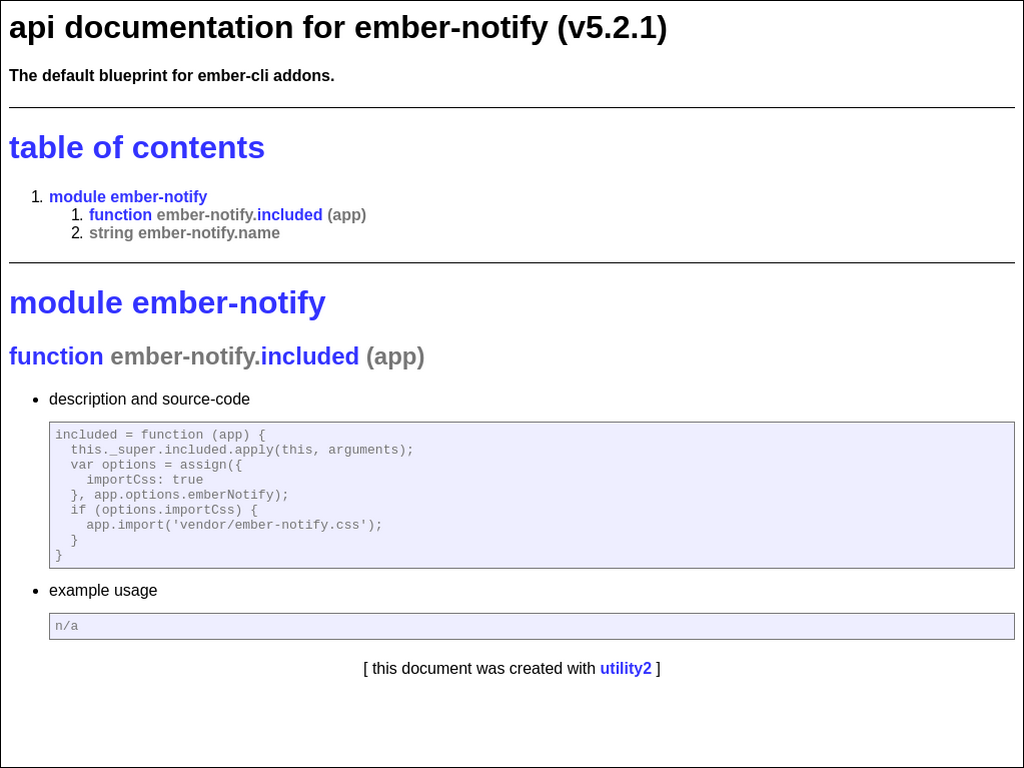 api documentation for ember-notify (v5.2.1)
The default blueprint for ember-cli addons.
table of contents
1. module ember-notify
1. function ember-notify.included (app)
2. string ember-notify.name
module ember-notify
function ember-notify.included (app)
• description and source-code
included = function (app) {
  this._super.included.apply(this, arguments);
  var options = assign({
    importCss: true
  }, app.options.emberNotify);
  if (options.importCss) {
    app.import('vendor/ember-notify.css');
  }
}
• example usage
n/a
[ this document was created with utility2 ]